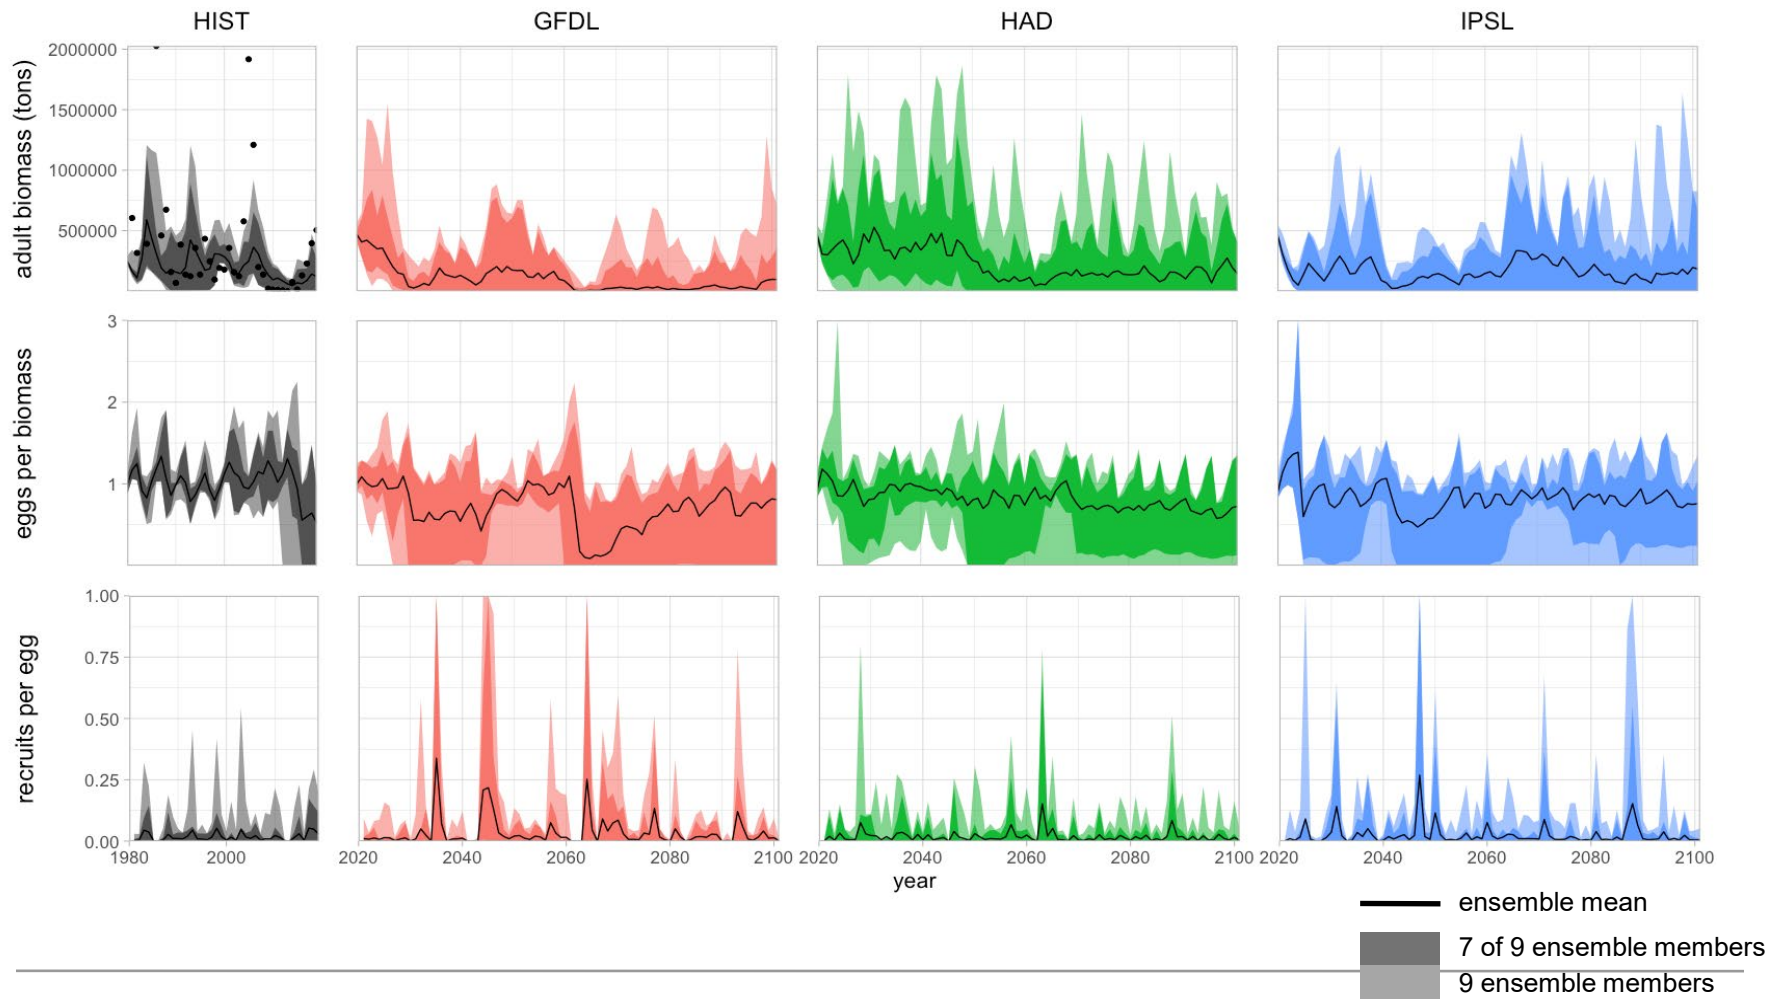 HIST GFDL HAD IPSL
adult biomass (tons)
2000000
1500000
1000000
500000
eggs per biomass
3
2
1
recruits per egg
1.00
0.75
0.50
0.25
0.00
1980 2000 2020 2040 2060 2080 2100 2020 2040 2060 2080 2100 2020 2040 2060 2080 2100
year
ensemble mean
7 of 9 ensemble members
9 ensemble members